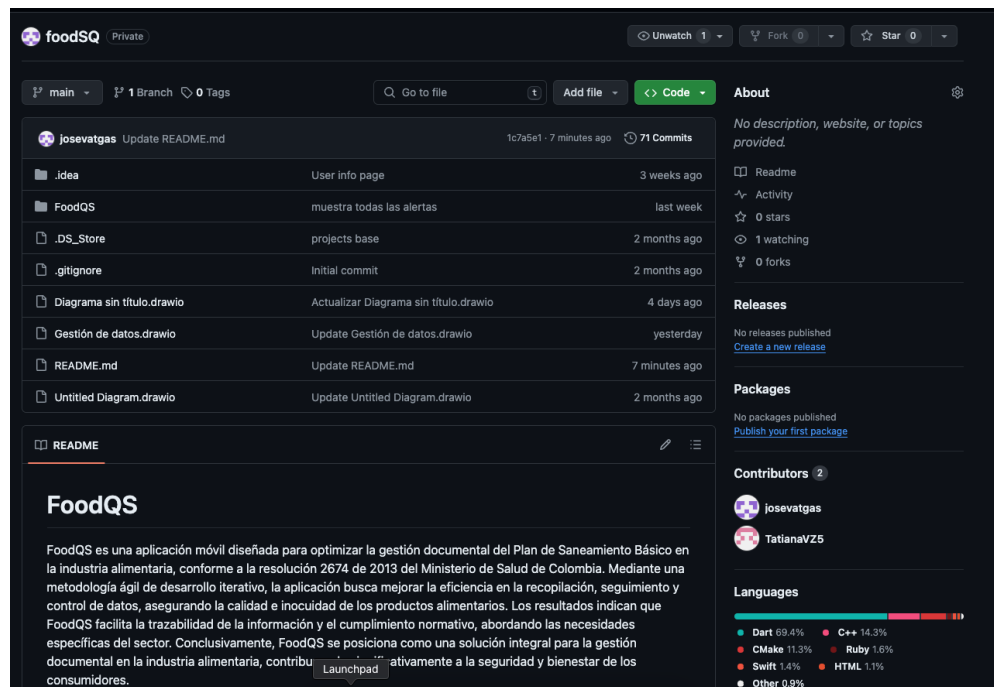 foodSQ Private
Unwatch 1 Fork 0 Star 0
main 1 Branch 0 Tags Go to file t Add file Code
josevatgas Update README.md 1c7a5e1 · 7 minutes ago 71 Commits
.idea User info page 3 weeks ago
FoodQS muestra todas las alertas last week
.DS_Store projects base 2 months ago
.gitignore Initial commit 2 months ago
Diagrama sin título.drawio Actualizar Diagrama sin título.drawio 4 days ago
Gestión de datos.drawio Update Gestión de datos.drawio yesterday
README.md Update README.md 7 minutes ago
Untitled Diagram.drawio Update Untitled Diagram.drawio 2 months ago
README
FoodQS
FoodQS es una aplicación móvil diseñada para optimizar la gestión documental del Plan de Saneamiento Básico en
la industria alimentaria, conforme a la resolución 2674 de 2013 del Ministerio de Salud de Colombia. Mediante una
metodología ágil de desarrollo iterativo, la aplicación busca mejorar la eficiencia en la recopilación, seguimiento y
control de datos, asegurando la calidad e inocuidad de los productos alimentarios. Los resultados indican que
FoodQS facilita la trazabilidad de la información y el cumplimiento normativo, abordando las necesidades
específicas del sector. Conclusivamente, FoodQS se posiciona como una solución integral para la gestión
documental en la industria alimentaria, a la seguridad y bienestar de los
consumidores.
Launchpad
About
No description, website, or topics
provided.
Readme
Activity
0 stars
1 watching
0 forks
Releases
No releases published
Create a new release
Packages
No packages published
Publish your first package
Contributors 2
josevatgas
TatianaVZ5
Languages
Dart 69.4% C++ 14.3%
CMake 11.3% Ruby 1.6%
Swift 1.4% HTML 1.1%
Other 0.9%